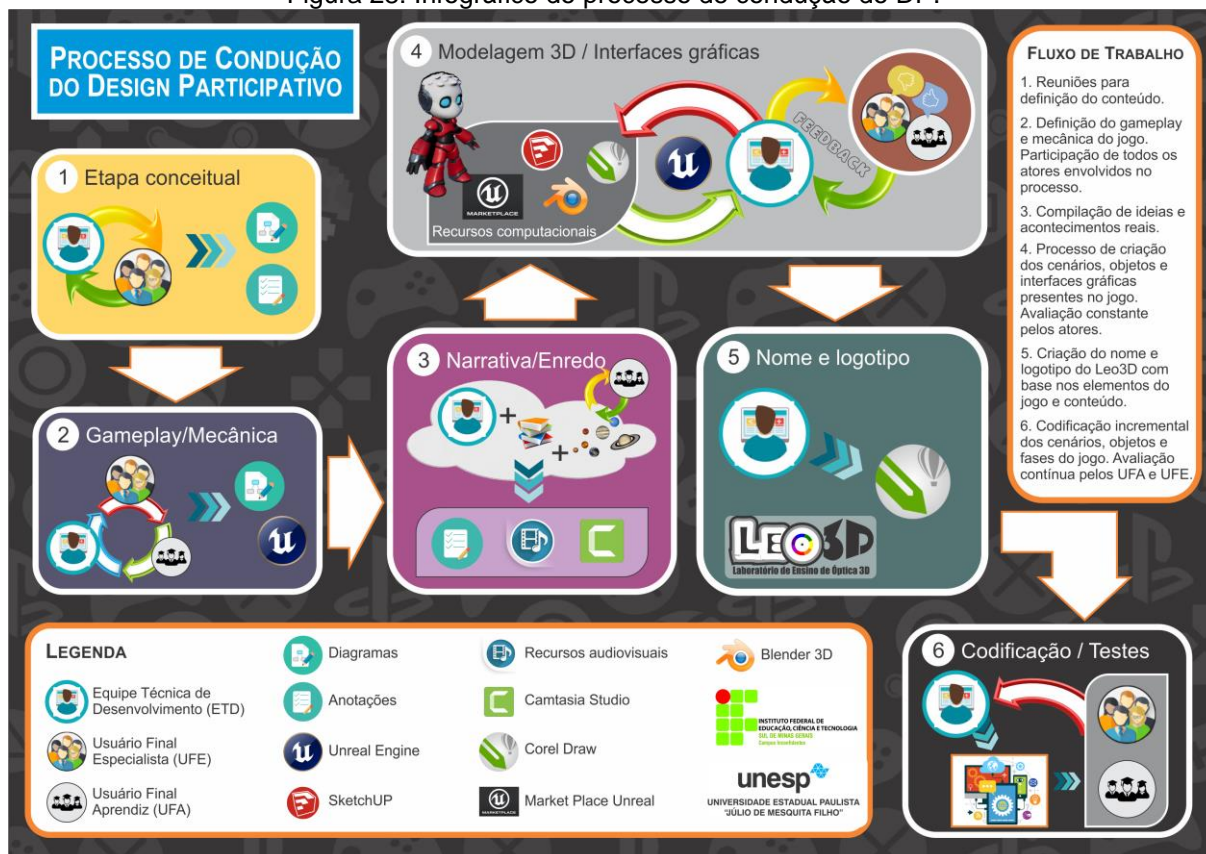 Figura 28: Infográfico do processo de condução do DP.
PROCESSO DE CONDUÇÃO
DO DESIGN PARTICIPATIVO
1 Etapa conceitual
2 Gameplay/Mecânica
3 Narrativa/Enredo
+
+
4 Modelagem 3D / Interfaces gráficas
FEEDBACK
MARKETPLACE
Recursos computacionais
5 Nome e logotipo
LEO3D
Laboratório de Ensino de Óptica 3D
6 Codificação / Testes
FLUXO DE TRABALHO
1. Reuniões para
definição do conteúdo.
2. Definição do gameplay
e mecânica do jogo.
Participação de todos os
atores envolvidos no
processo.
3. Compilação de ideias e
acontecimentos reais.
4. Processo de criação
dos cenários, objetos e
interfaces gráficas
presentes no jogo.
Avaliação constante
pelos atores.
5. Criação do nome e
logotipo do Leo3D com
base nos elementos do
jogo e conteúdo.
6. Codificação incremental
dos cenários, objetos e
fases do jogo. Avaliação
contínua pelos UFA e UFE.
LEGENDA
Equipe Técnica de
Desenvolvimento (ETD)
Usuário Final
Especialista (UFE)
Usuário Final
Aprendiz (UFA)
Diagramas
Anotações
Unreal Engine
SketchUP
Recursos audiovisuais
Camtasia Studio
Corel Draw
MARKETPLACE
Market Place Unreal
Blender 3D
INSTITUTO FEDERAL DE
EDUCAÇÃO, CIÊNCIA E TECNOLOGIA
SUL DE MINAS GERAIS
Campus Inconfidentes
unesp
UNIVERSIDADE ESTADUAL PAULISTA
"JÚLIO DE MESQUITA FILHO"